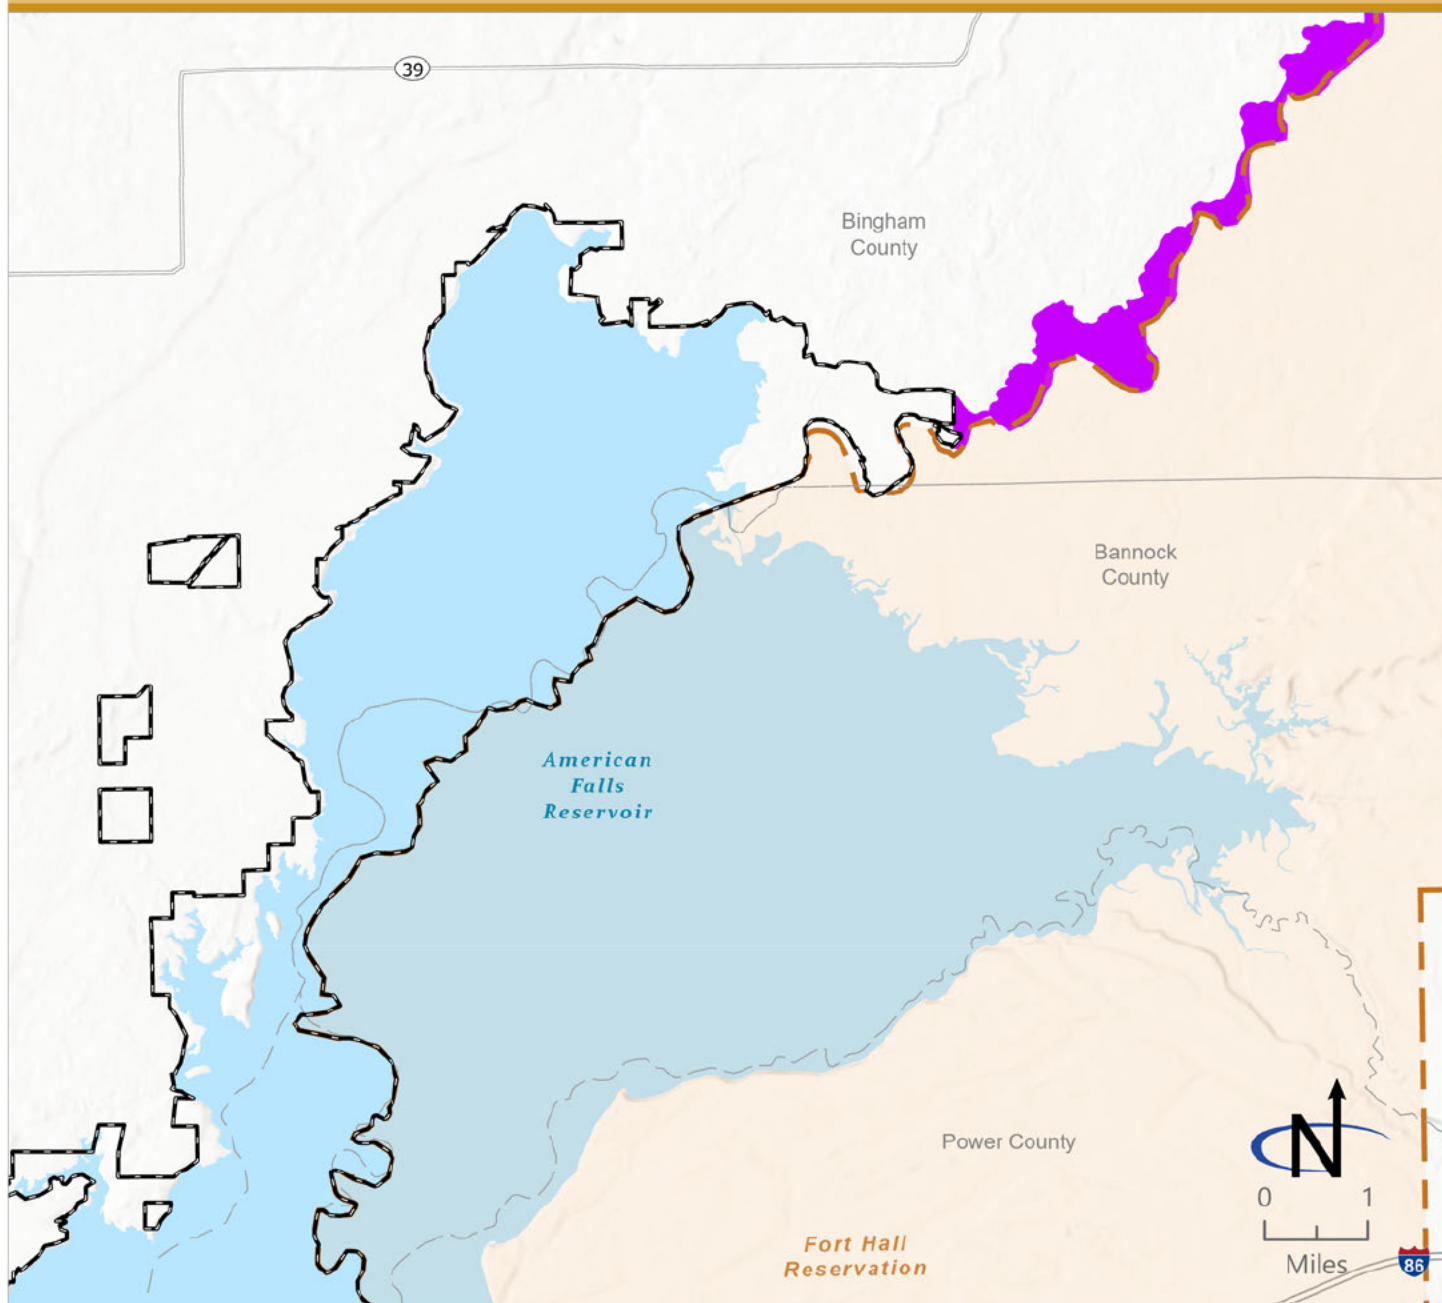 39
Bingham
County
Bannock
County
American
Falls
Reservoir
Power County
N
0 1
Miles
Fort Hall
Reservation
86